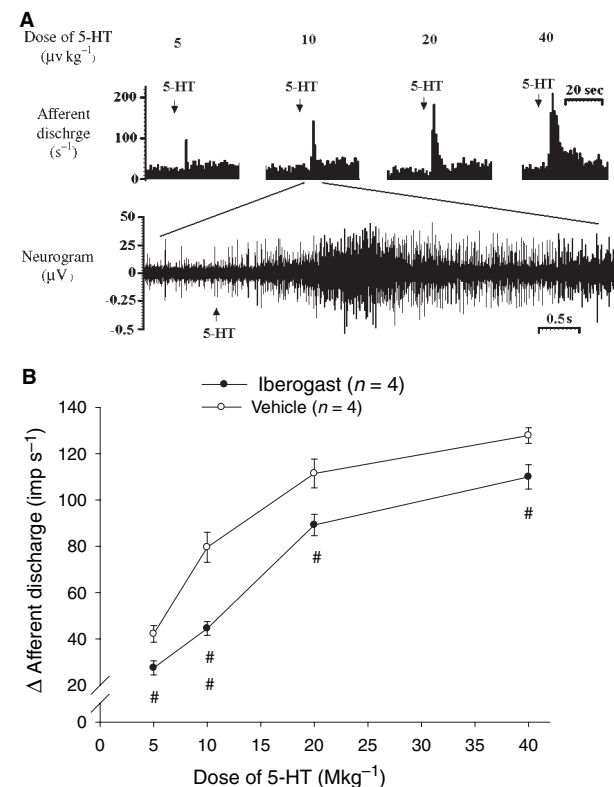 A
Dose of 5-HT
(μv kg−1)
5
10
20
40
5-HT
5-HT
5-HT
5-HT
20 sec
Afferent
dischrge
(s−1)
200
100
0
Neurogram
(μV)
50
25
0
-0.25
-0.5
5-HT
0.5 s
B
Iberogast (n = 4)
Vehicle (n = 4)
Δ Afferent discharge (imp s−1)
140
120
100
80
60
40
20
0
#
#
#
#
#
0
5
10
15
20
25
30
35
40
Dose of 5-HT (Mkg−1)